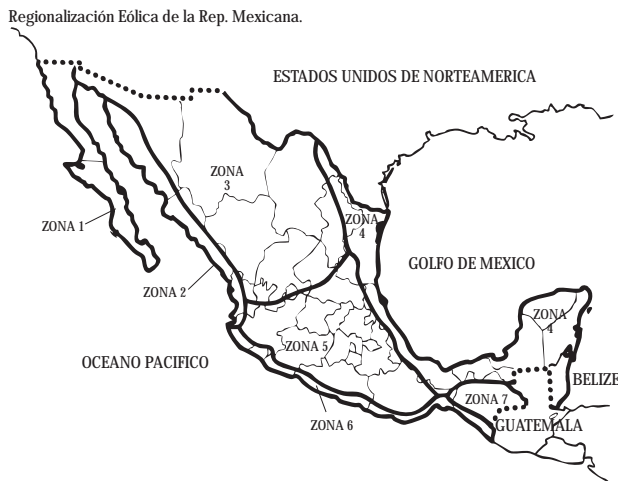 Regionalización Eólica de la Rep. Mexicana.
ESTADOS UNIDOS DE NORTEAMERICA
ZONA
3
ZONA
4
ZONA 1
GOLFO DE MEXICO
ZONA 2
ZONA
4
ZONA 5
OCEANO PACIFICO
BELIZE
ZONA 7
ZONA 6
GUATEMALA